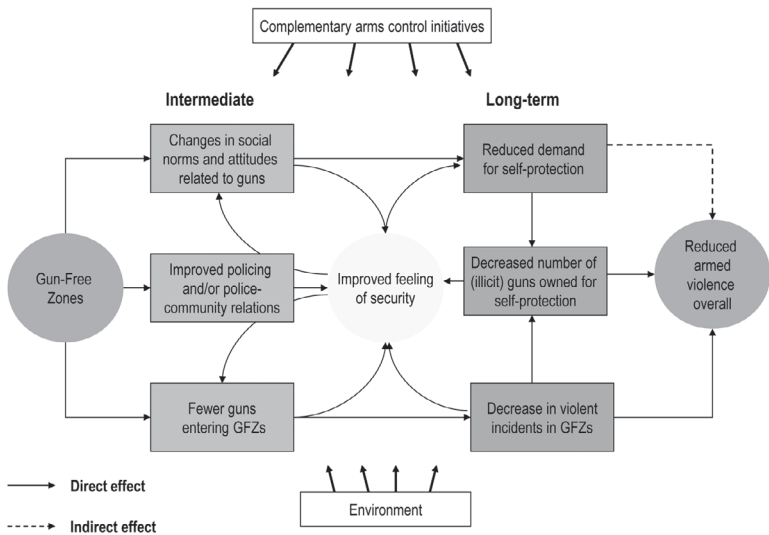 Complementary arms control initiatives
Intermediate
Long-term
Changes in social
norms and attitudes
related to guns
Reduced demand
for self-protection
Gun-Free
Zones
Improved policing
and/or police-
community relations
Improved feeling
of security
Decreased number of
(illicit) guns owned for
self-protection
Reduced
armed
violence
overall
Fewer guns
entering GFZs
Decrease in violent
incidents in GFZs
Direct effect
Environment
Indirect effect